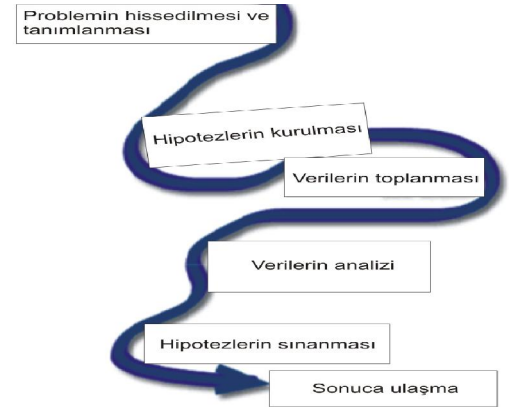 Problemin hissedilmesi ve
tanımlanması
Hipotezlerin kurulması
Verilerin toplanması
Verilerin analizi
Hipotezlerin sınanması
Sonuca ulaşma